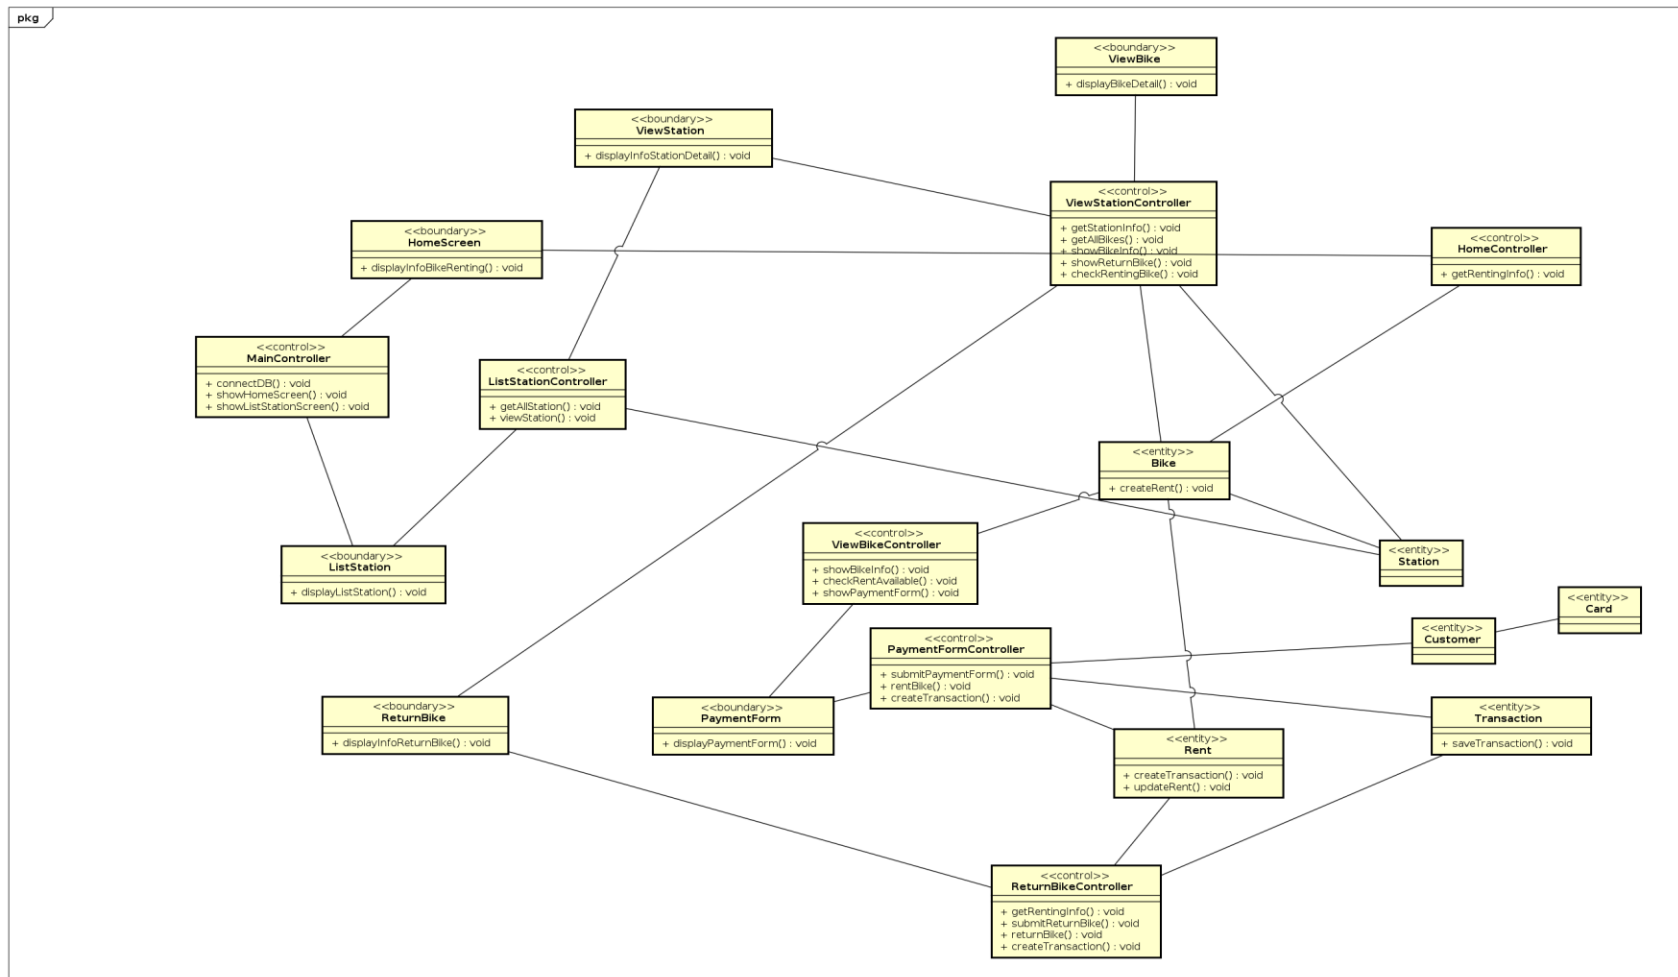 pkg
<<boundary>>
ViewBike
+ displayBikeDetail() : void
<<boundary>>
ViewStation
+ displayInfoStationDetail() : void
<<control>>
ViewStationController
+ getStationInfo() : void
+ getAllBikes() : void
+ showBikeInfo() : void
+ showReturnBike() : void
+ checkRentingBike() : void
<<boundary>>
HomeScreen
+ displayInfoBikeRenting() : void
<<control>>
HomeController
+ getRentingInfo() : void
<<control>>
MainController
+ connectDB() : void
+ showHomeScreen() : void
+ showListStationScreen() : void
<<control>>
ListStationController
+ getAllStation() : void
+ viewStation() : void
<<entity>>
Bike
+ createRent() : void
<<control>>
ViewBikeController
+ showBikeInfo() : void
+ checkRentAvailable() : void
+ showPaymentForm() : void
<<boundary>>
ListStation
+ displayListStation() : void
<<entity>>
Station
<<entity>>
Card
<<entity>>
Customer
<<control>>
PaymentFormController
+ submitPaymentForm() : void
+ rentBike() : void
+ createTransaction() : void
<<boundary>>
ReturnBike
+ displayInfoReturnBike() : void
<<boundary>>
PaymentForm
+ displayPaymentForm() : void
<<entity>>
Transaction
+ saveTransaction() : void
<<entity>>
Rent
+ createTransaction() : void
+ updateRent() : void
<<control>>
ReturnBikeController
+ getRentingInfo() : void
+ submitReturnBike() : void
+ returnBike() : void
+ createTransaction() : void